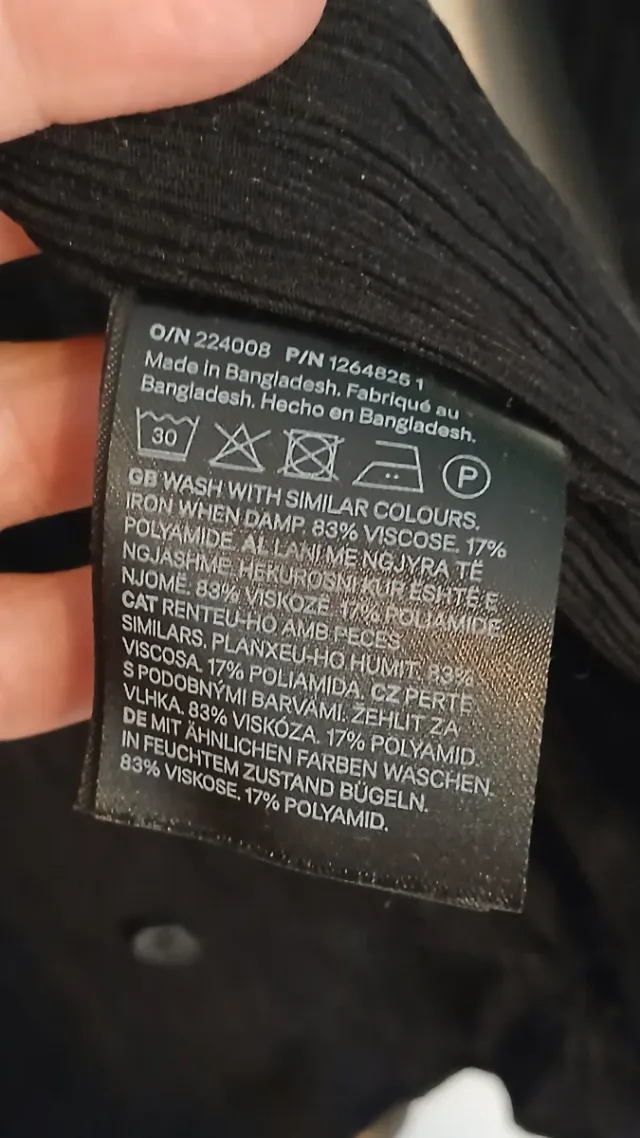 O/N 224008 P/N 1264825 1
Made in Bangladesh. Fabriqué au
Bangladesh. Hecho en Bangladesh.
30 P
GB WASH WITH SIMILAR COLOURS.
IRON WHEN DAMP. 83% VISCOSE. 17%
POLYAMIDE. AL LANI ME NGJYRA TË
NGJASHME. HEKUROSNI KUR ËSHTË E
NJOMË. 83% VISKOZË. 17% POLIAMIDE
CAT RENTEU-HO AMB PECES
SIMILARS. PLANXEU-HO HUMIT. 83%
VISCOSA. 17% POLIAMIDA. CZ PERTE
S PODOBNÝMI BARVAMI. ŽEHLIT ZA
VLHKA. 83% VISKÓZA. 17% POLYAMID
DE MIT ÄHNLICHEN FARBEN WASCHEN.
IN FEUCHTEM ZUSTAND BÜGELN.
83% VISKOSE. 17% POLYAMID.